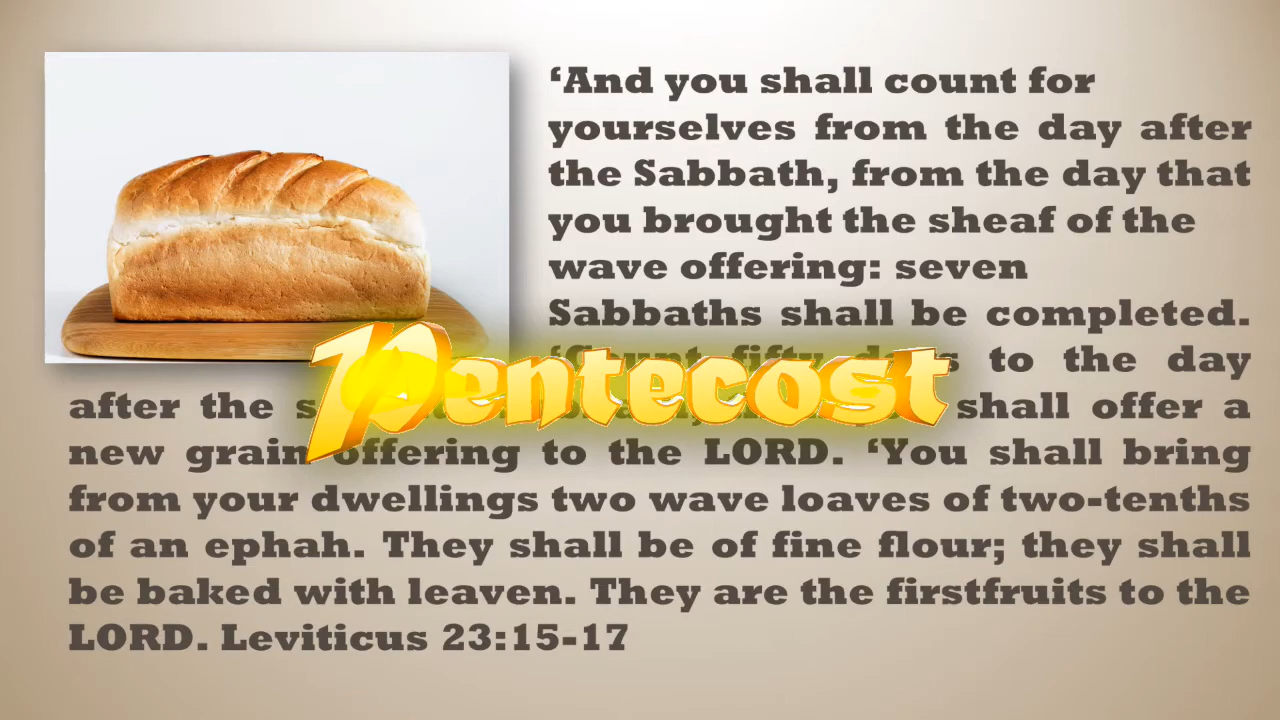 ‘And you shall count for
yourselves from the day after
the Sabbath, from the day that
you brought the sheaf of the
wave offering: seven
Sabbaths shall be completed.
‘Count fifty days to the day
after the shall offer a
new grain offering to the LORD. ‘You shall bring
from your dwellings two wave loaves of two-tenths
of an ephah. They shall be of fine flour; they shall
be baked with leaven. They are the firstfruits to the
LORD. Leviticus 23:15-17
Pentecost